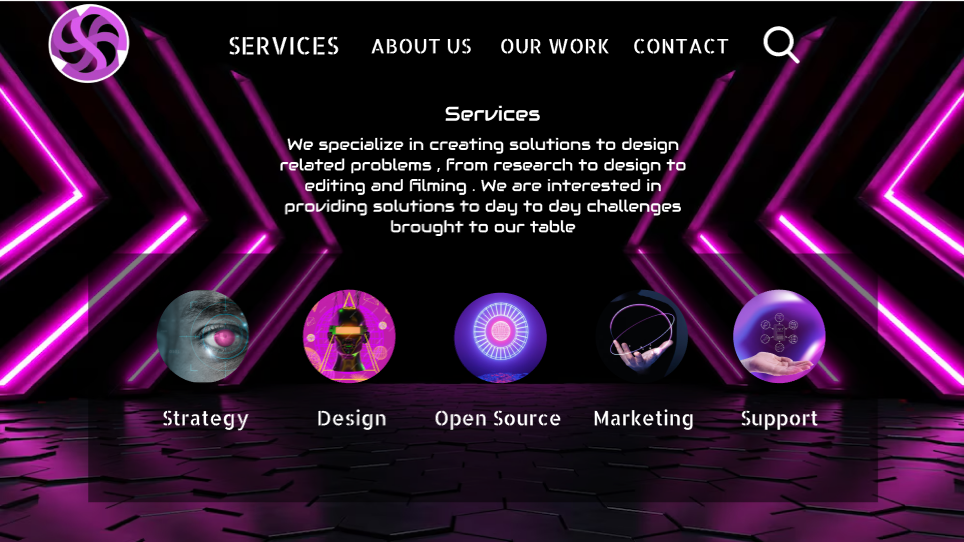 SERVICES ABOUT US OUR WORK CONTACT
Services
We specialize in creating solutions to design
related problems , from research to design to
editing and filming . We are interested in
providing solutions to day to day challenges
brought to our table
Strategy Design Open Source Marketing Support